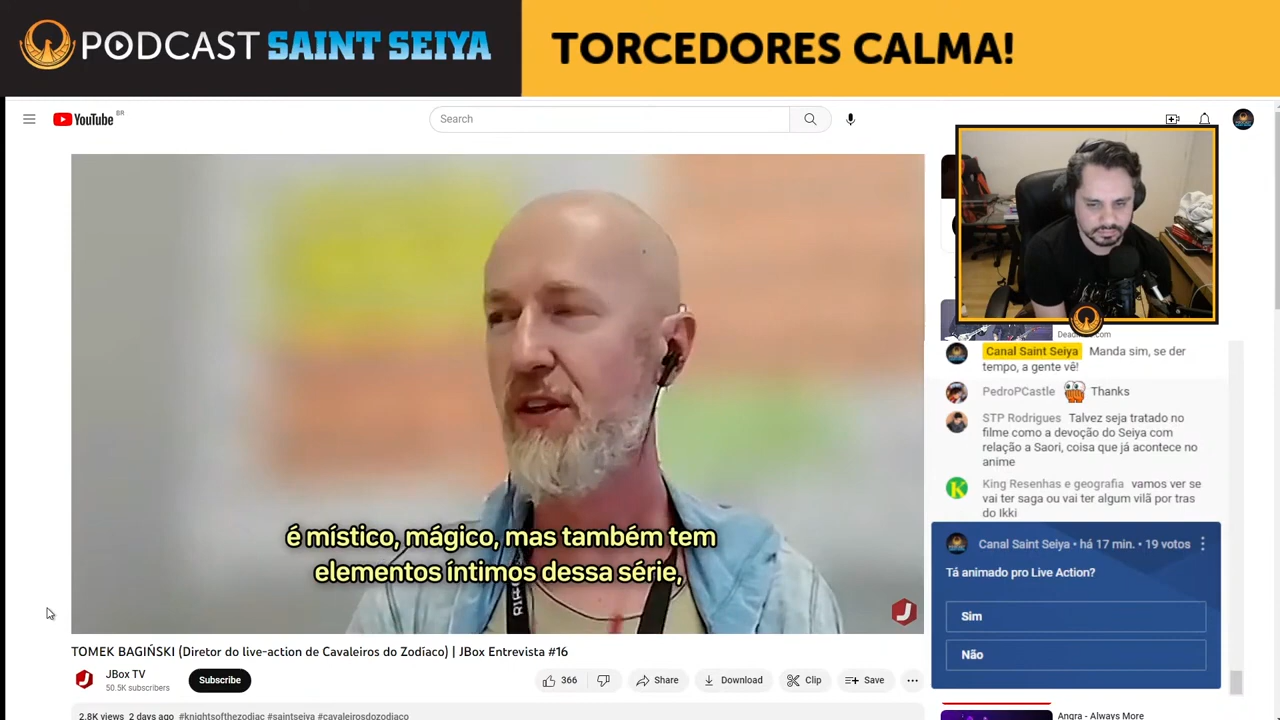 PODCAST SAINT SEIYA
TORCEDORES CALMA!
YouTube BR
Search
é místico, mágico, mas também tem
elementos íntimos dessa série,
TOMEK BAGIŃSKI (Diretor do live-action de Cavaleiros do Zodíaco) | JBox Entrevista #16
JBox TV
50.5K subscribers
Subscribe
366
Share
Download
Clip
Save
2.8K views 2 days ago #knightsofthezodiac #saintseiya #cavaleirosdozodiaco
Canal Saint Seiya Manda sim, se der
tempo, a gente vê!
PedroPCastle Thanks
STP Rodrigues Talvez seja tratado no
filme como a devoção do Seiya com
relação a Saori, coisa que já acontece no
anime
King Resenhas e geografia vamos ver se
vai ter saga ou vai ter algum vilã por tras
do Ikki
Canal Saint Seiya • há 17 min. • 19 votos
Tá animado pro Live Action?
Sim
Não
Angra - Always More